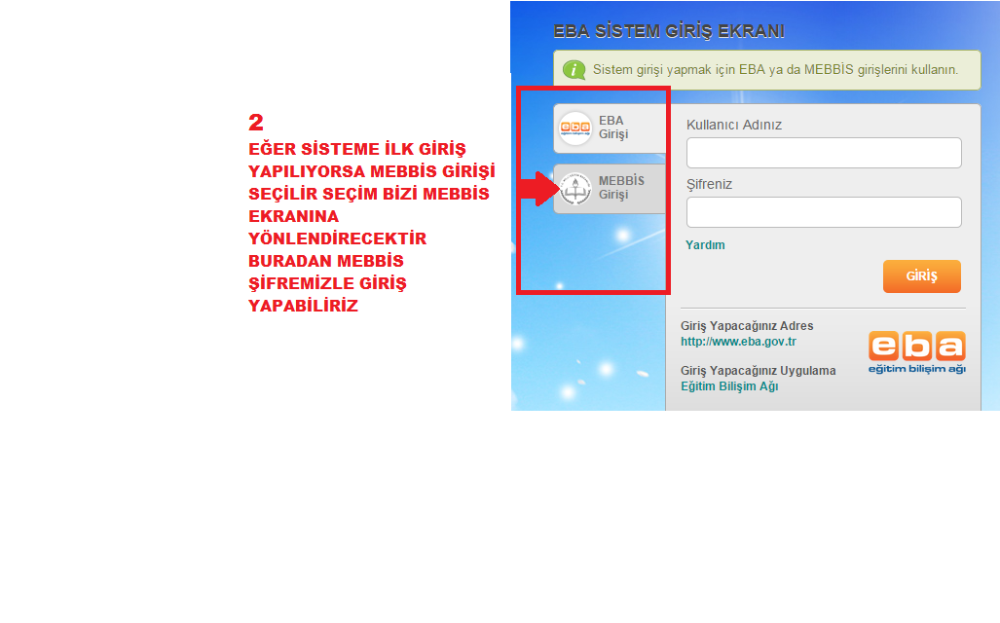 2
EĞER SİSTEME İLK GİRİŞ
YAPILIYORSA MEBBİS GİRİŞİ
SEÇİLİR SEÇİM BİZİ MEBBİS
EKRANINA
YÖNLENDİRECEKTİR
BURADAN MEBBİS
ŞİFREMİZLE GİRİŞ
YAPABİLİRİZ
EBA SİSTEM GİRİŞ EKRANI
Sistem girişi yapmak için EBA ya da MEBBİS girişlerini kullanın.
eba
EBA
Girişi
MEBBİS
Girişi
Kullanıcı Adınız
Şifreniz
Yardım
GİRİŞ
Giriş Yapacağınız Adres
http://www.eba.gov.tr
Giriş Yapacağınız Uygulama
Eğitim Bilişim Ağı
eba
eğitim bilişim ağı